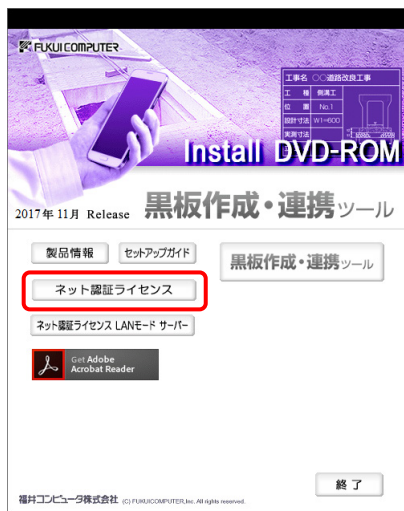 FUKUI COMPUTER
工事名 ○○道路改良工事
工 種 側溝工
位 置 No.1
設計寸法 W1=600
実測寸法
Install DVD-ROM
2017年 11月 Release 黒板作成・連携ツール
製品情報 セットアップガイド
黒板作成・連携ツール
ネット認証ライセンス
ネット認証ライセンス LANモード サーバー
Get Adobe
Acrobat Reader
終 了
福井コンピュータ株式会社 (C) FUKUICOMPUTER,Inc. All rights reserved.